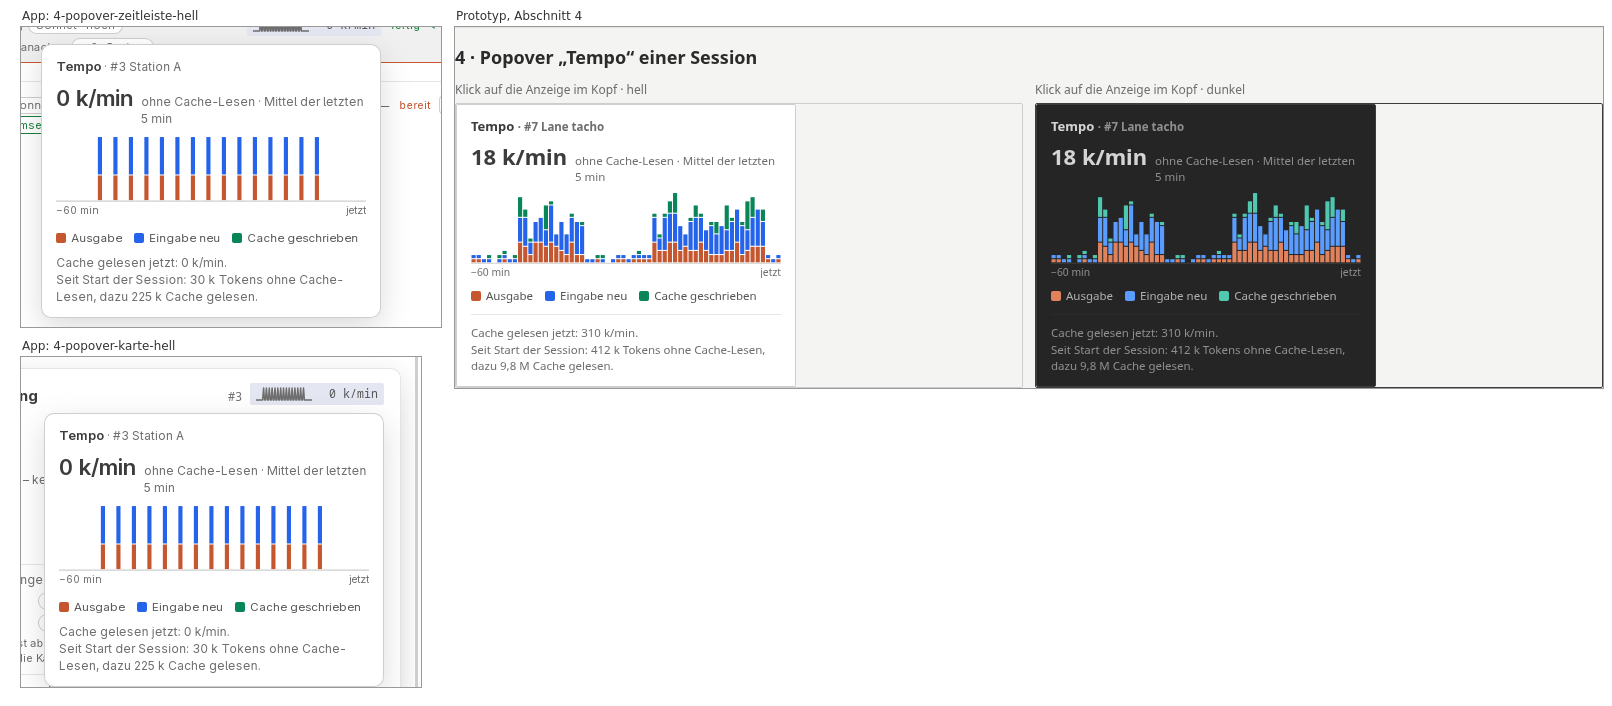 App: 4-popover-zeitleiste-hell
0 k/min
Tempo · #3 Station A
0 k/min ohne Cache-Lesen · Mittel der letzten
5 min
bereit
−60 min jetzt
Ausgabe Eingabe neu Cache geschrieben
Cache gelesen jetzt: 0 k/min.
Seit Start der Session: 30 k Tokens ohne Cache-
Lesen, dazu 225 k Cache gelesen.
App: 4-popover-karte-hell
ng #3 0 k/min
Tempo · #3 Station A
0 k/min ohne Cache-Lesen · Mittel der letzten
5 min
– ke
−60 min jetzt
nge
Ausgabe Eingabe neu Cache geschrieben
st ab
Cache gelesen jetzt: 0 k/min.
Seit Start der Session: 30 k Tokens ohne Cache-
Lesen, dazu 225 k Cache gelesen.
Prototyp, Abschnitt 4
4 · Popover „Tempo“ einer Session
Klick auf die Anzeige im Kopf · hell
Tempo · #7 Lane tacho
18 k/min ohne Cache-Lesen · Mittel der letzten
5 min
−60 min jetzt
Ausgabe Eingabe neu Cache geschrieben
Cache gelesen jetzt: 310 k/min.
Seit Start der Session: 412 k Tokens ohne Cache-Lesen,
dazu 9,8 M Cache gelesen.
Klick auf die Anzeige im Kopf · dunkel
Tempo · #7 Lane tacho
18 k/min ohne Cache-Lesen · Mittel der letzten
5 min
−60 min jetzt
Ausgabe Eingabe neu Cache geschrieben
Cache gelesen jetzt: 310 k/min.
Seit Start der Session: 412 k Tokens ohne Cache-Lesen,
dazu 9,8 M Cache gelesen.